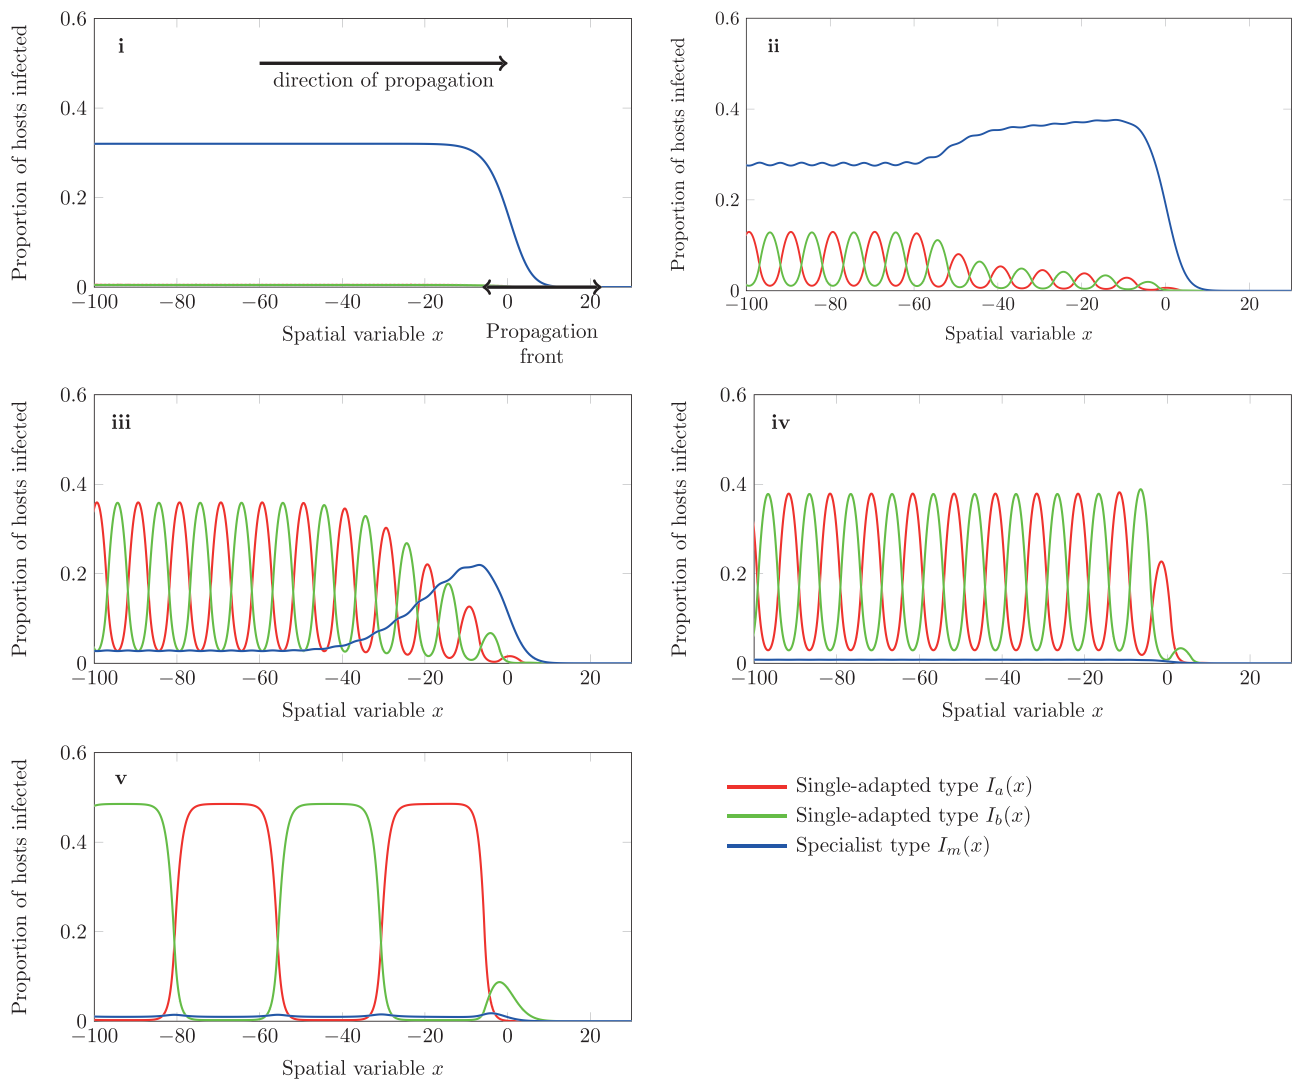 Proportion of hosts infected
0.6
0.4
0.2
0
i
direction of propagation
−100
−80
−60
−40
−20
0
20
Spatial variable x
Propagation
front
Proportion of hosts infected
0.6
0.4
0.2
0
ii
−100
−80
−60
−40
−20
0
20
Spatial variable x
Proportion of hosts infected
0.6
0.4
0.2
0
iii
−100
−80
−60
−40
−20
0
20
Spatial variable x
Proportion of hosts infected
0.6
0.4
0.2
0
iv
−100
−80
−60
−40
−20
0
20
Spatial variable x
Proportion of hosts infected
0.6
0.4
0.2
0
v
−100
−80
−60
−40
−20
0
20
Spatial variable x
Single-adapted type I_a(x)
Single-adapted type I_b(x)
Specialist type I_m(x)